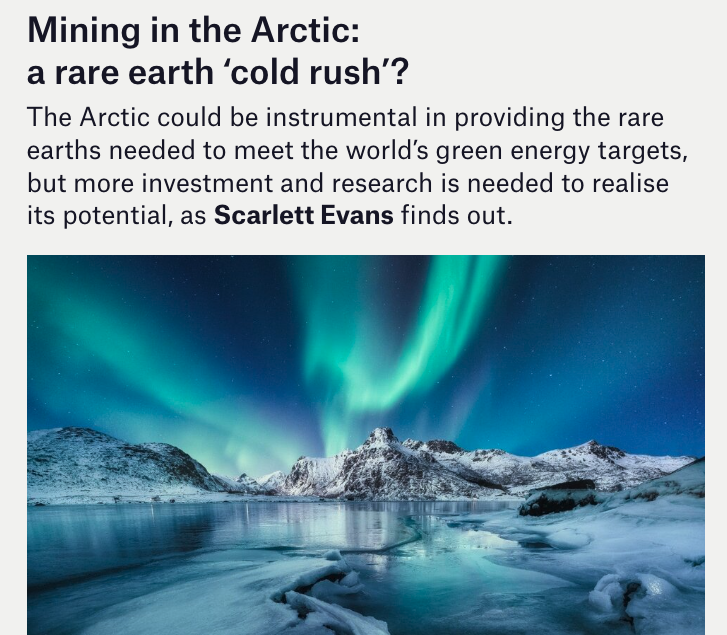 Mining in the Arctic:
a rare earth ‘cold rush’?
The Arctic could be instrumental in providing the rare
earths needed to meet the world’s green energy targets,
but more investment and research is needed to realise
its potential, as Scarlett Evans finds out.